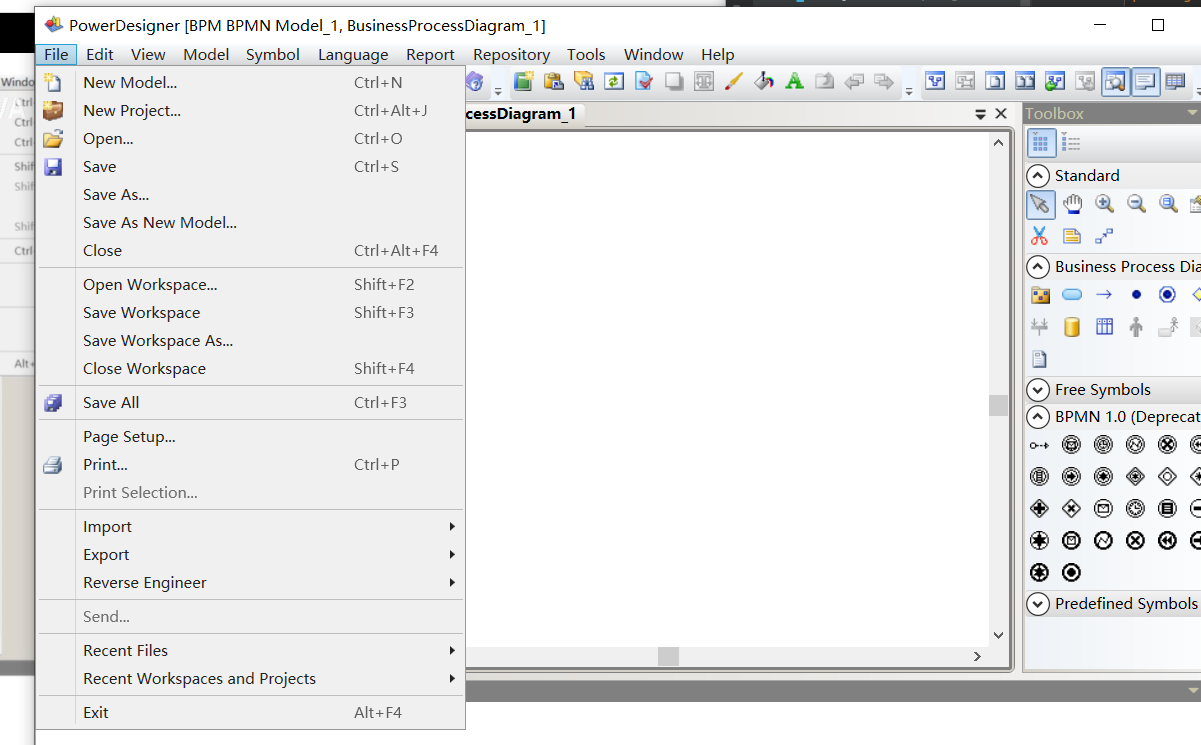 PowerDesigner [BPM BPMN Model_1, BusinessProcessDiagram_1]
File Edit View Model Symbol Language Report Repository Tools Window Help
Windo
Ctrl
Ctrl
Ctrl
Shif
Shif
Shif
Ctrl
Alt+
New Model... Ctrl+N
New Project... Ctrl+Alt+J
Open... Ctrl+O
Save Ctrl+S
Save As...
Save As New Model...
Close Ctrl+Alt+F4
Open Workspace... Shift+F2
Save Workspace Shift+F3
Save Workspace As...
Close Workspace Shift+F4
Save All Ctrl+F3
Page Setup...
Print... Ctrl+P
Print Selection...
Import
Export
Reverse Engineer
Send...
Recent Files
Recent Workspaces and Projects
Exit Alt+F4
cessDiagram_1
Toolbox
Standard
Business Process Dia
Free Symbols
BPMN 1.0 (Deprecat
Predefined Symbols